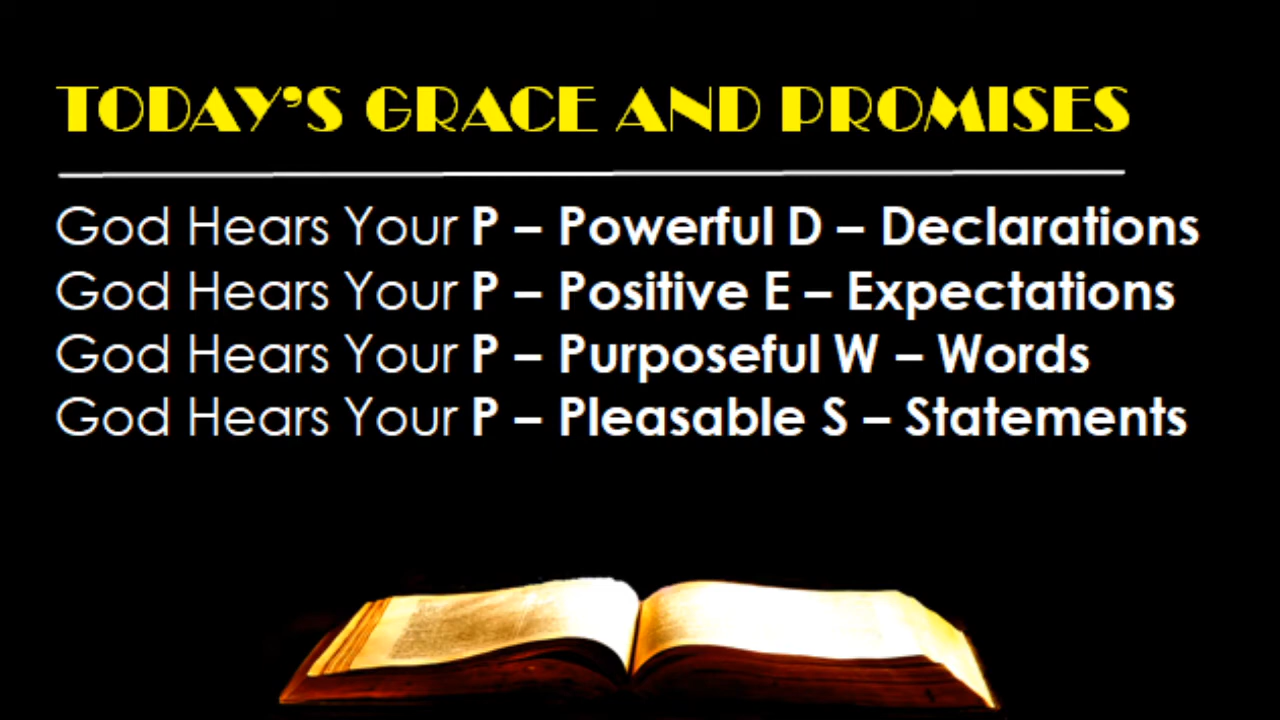 TODAY'S GRACE AND PROMISES
God Hears Your P – Powerful D – Declarations
God Hears Your P – Positive E – Expectations
God Hears Your P – Purposeful W – Words
God Hears Your P – Pleasable S – Statements